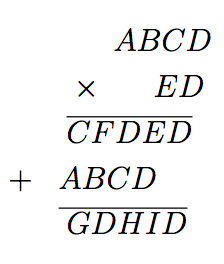 ABCD
× ED
CFDED
+ ABCD
GDHID